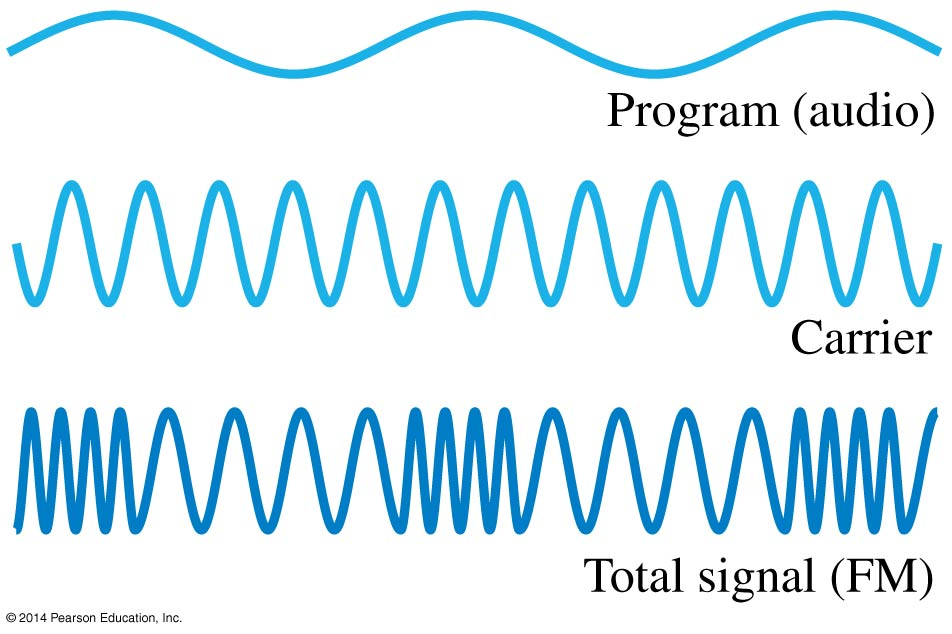 Program (audio)
Carrier
Total signal (FM)
© 2014 Pearson Education, Inc.